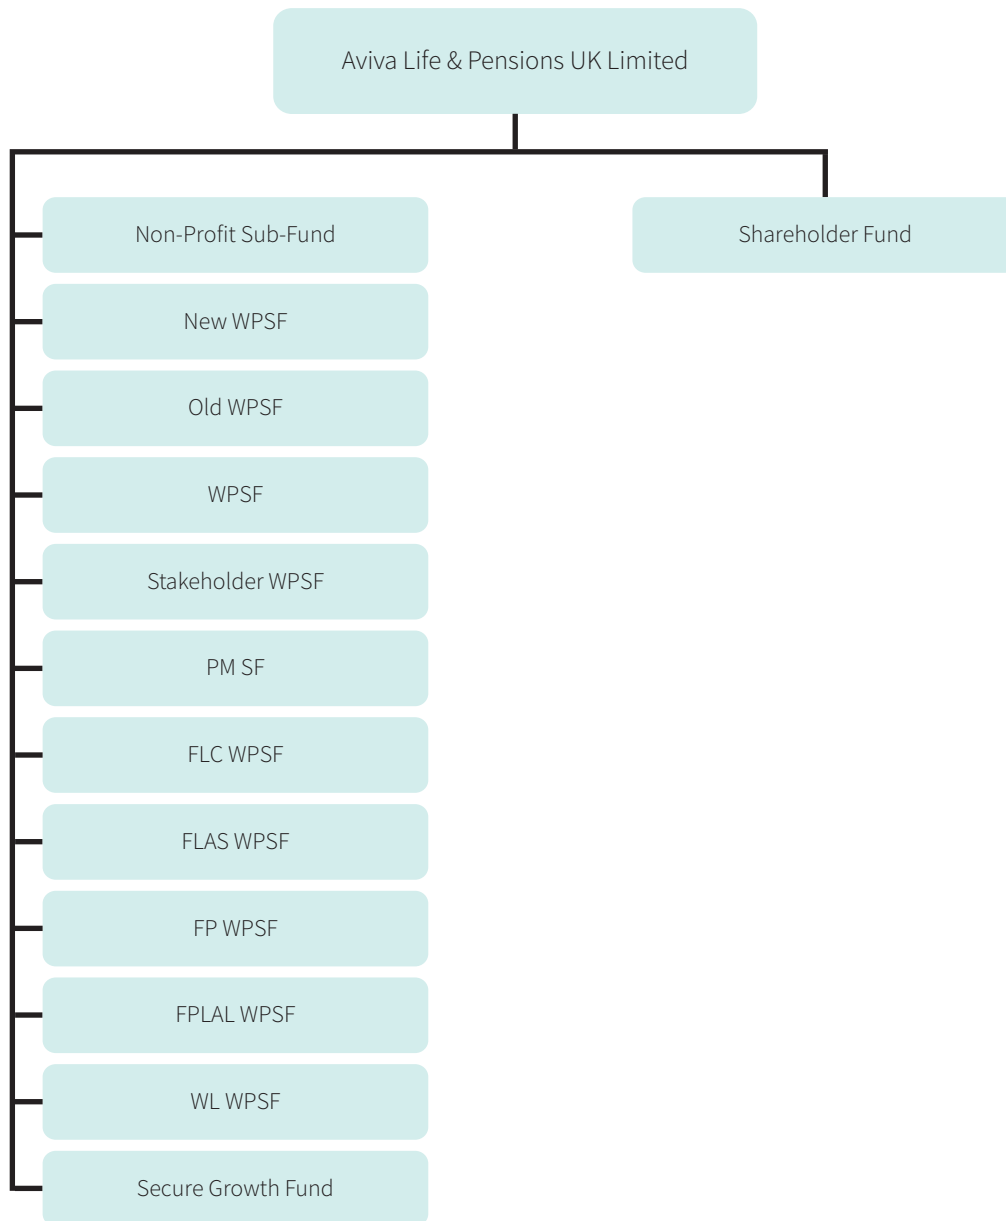 Aviva Life & Pensions UK Limited
Non-Profit Sub-Fund
Shareholder Fund
New WPSF
Old WPSF
WPSF
Stakeholder WPSF
PM SF
FLC WPSF
FLAS WPSF
FP WPSF
FPLAL WPSF
WL WPSF
Secure Growth Fund